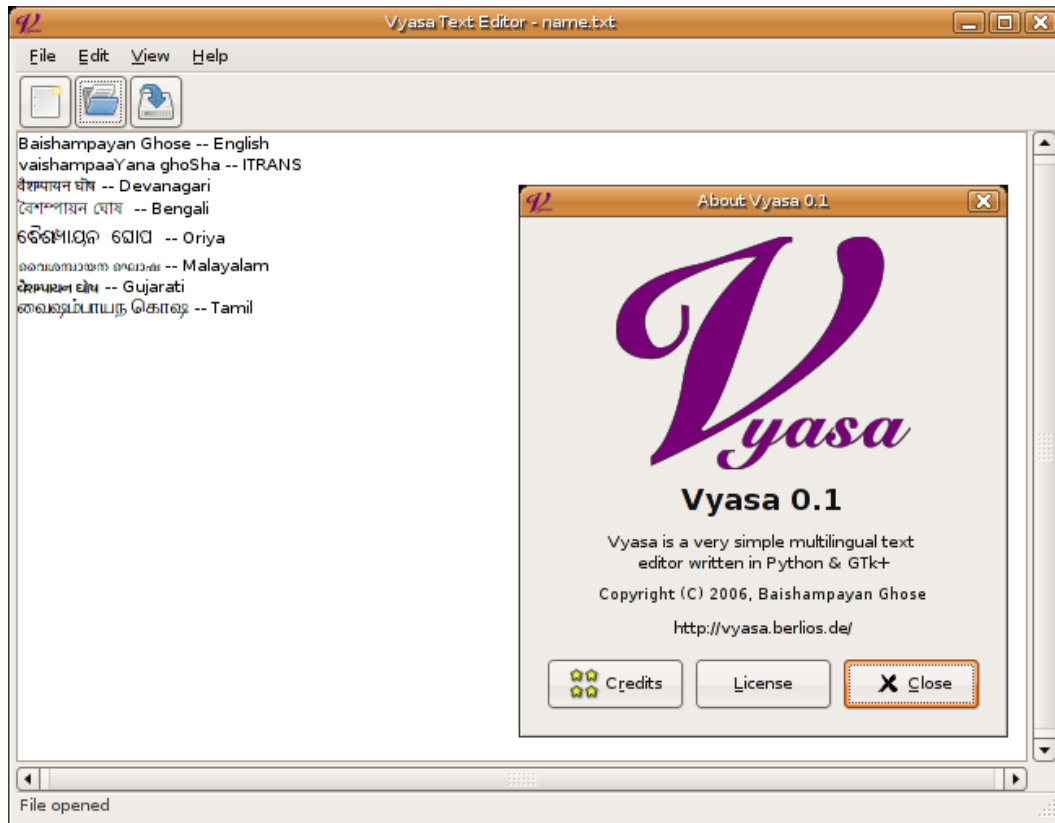 Vyasa Text Editor - name.txt
File Edit View Help
Baishampayan Ghose -- English
vaishampaaYana ghoSha -- ITRANS
वैशम्पायन घोष -- Devanagari
বৈশম্পায়ন ঘোষ -- Bengali
-- Oriya
-- Malayalam
-- Gujarati
வைஷம்பாயந கொஷ -- Tamil
File opened
About Vyasa 0.1
Vyasa
Vyasa 0.1
Vyasa is a very simple multilingual text
editor written in Python & GTk+
Copyright (C) 2006, Baishampayan Ghose
http://vyasa.berlios.de/
Credits License Close